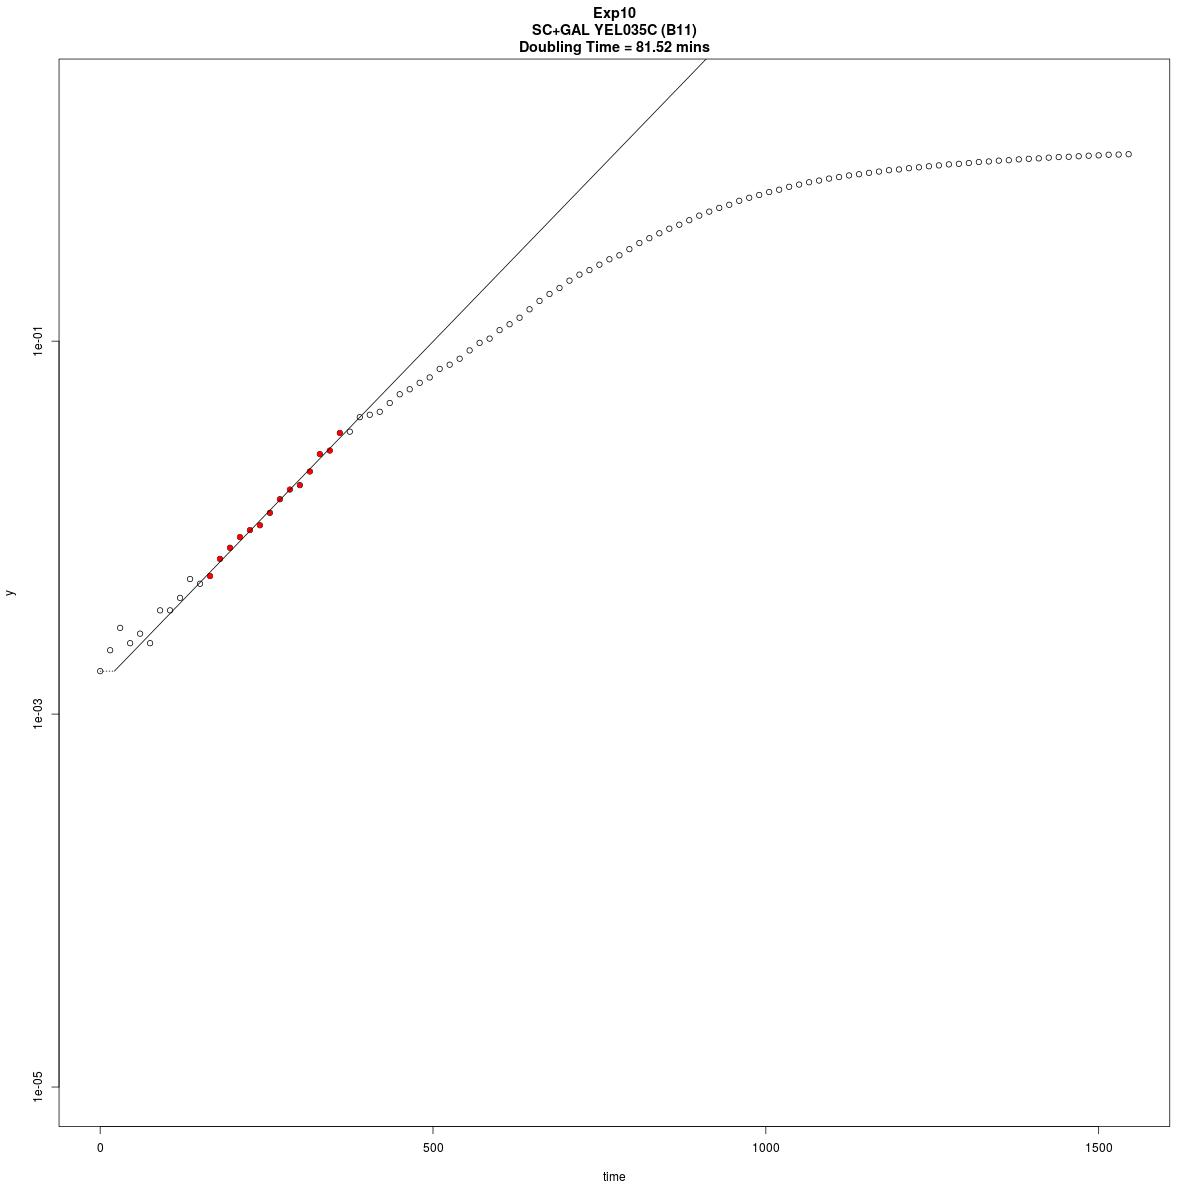 Exp10
SC+GAL YEL035C (B11)
Doubling Time = 81.52 mins
1e-01
1e-03
1e-05
y
0
500
1000
1500
time